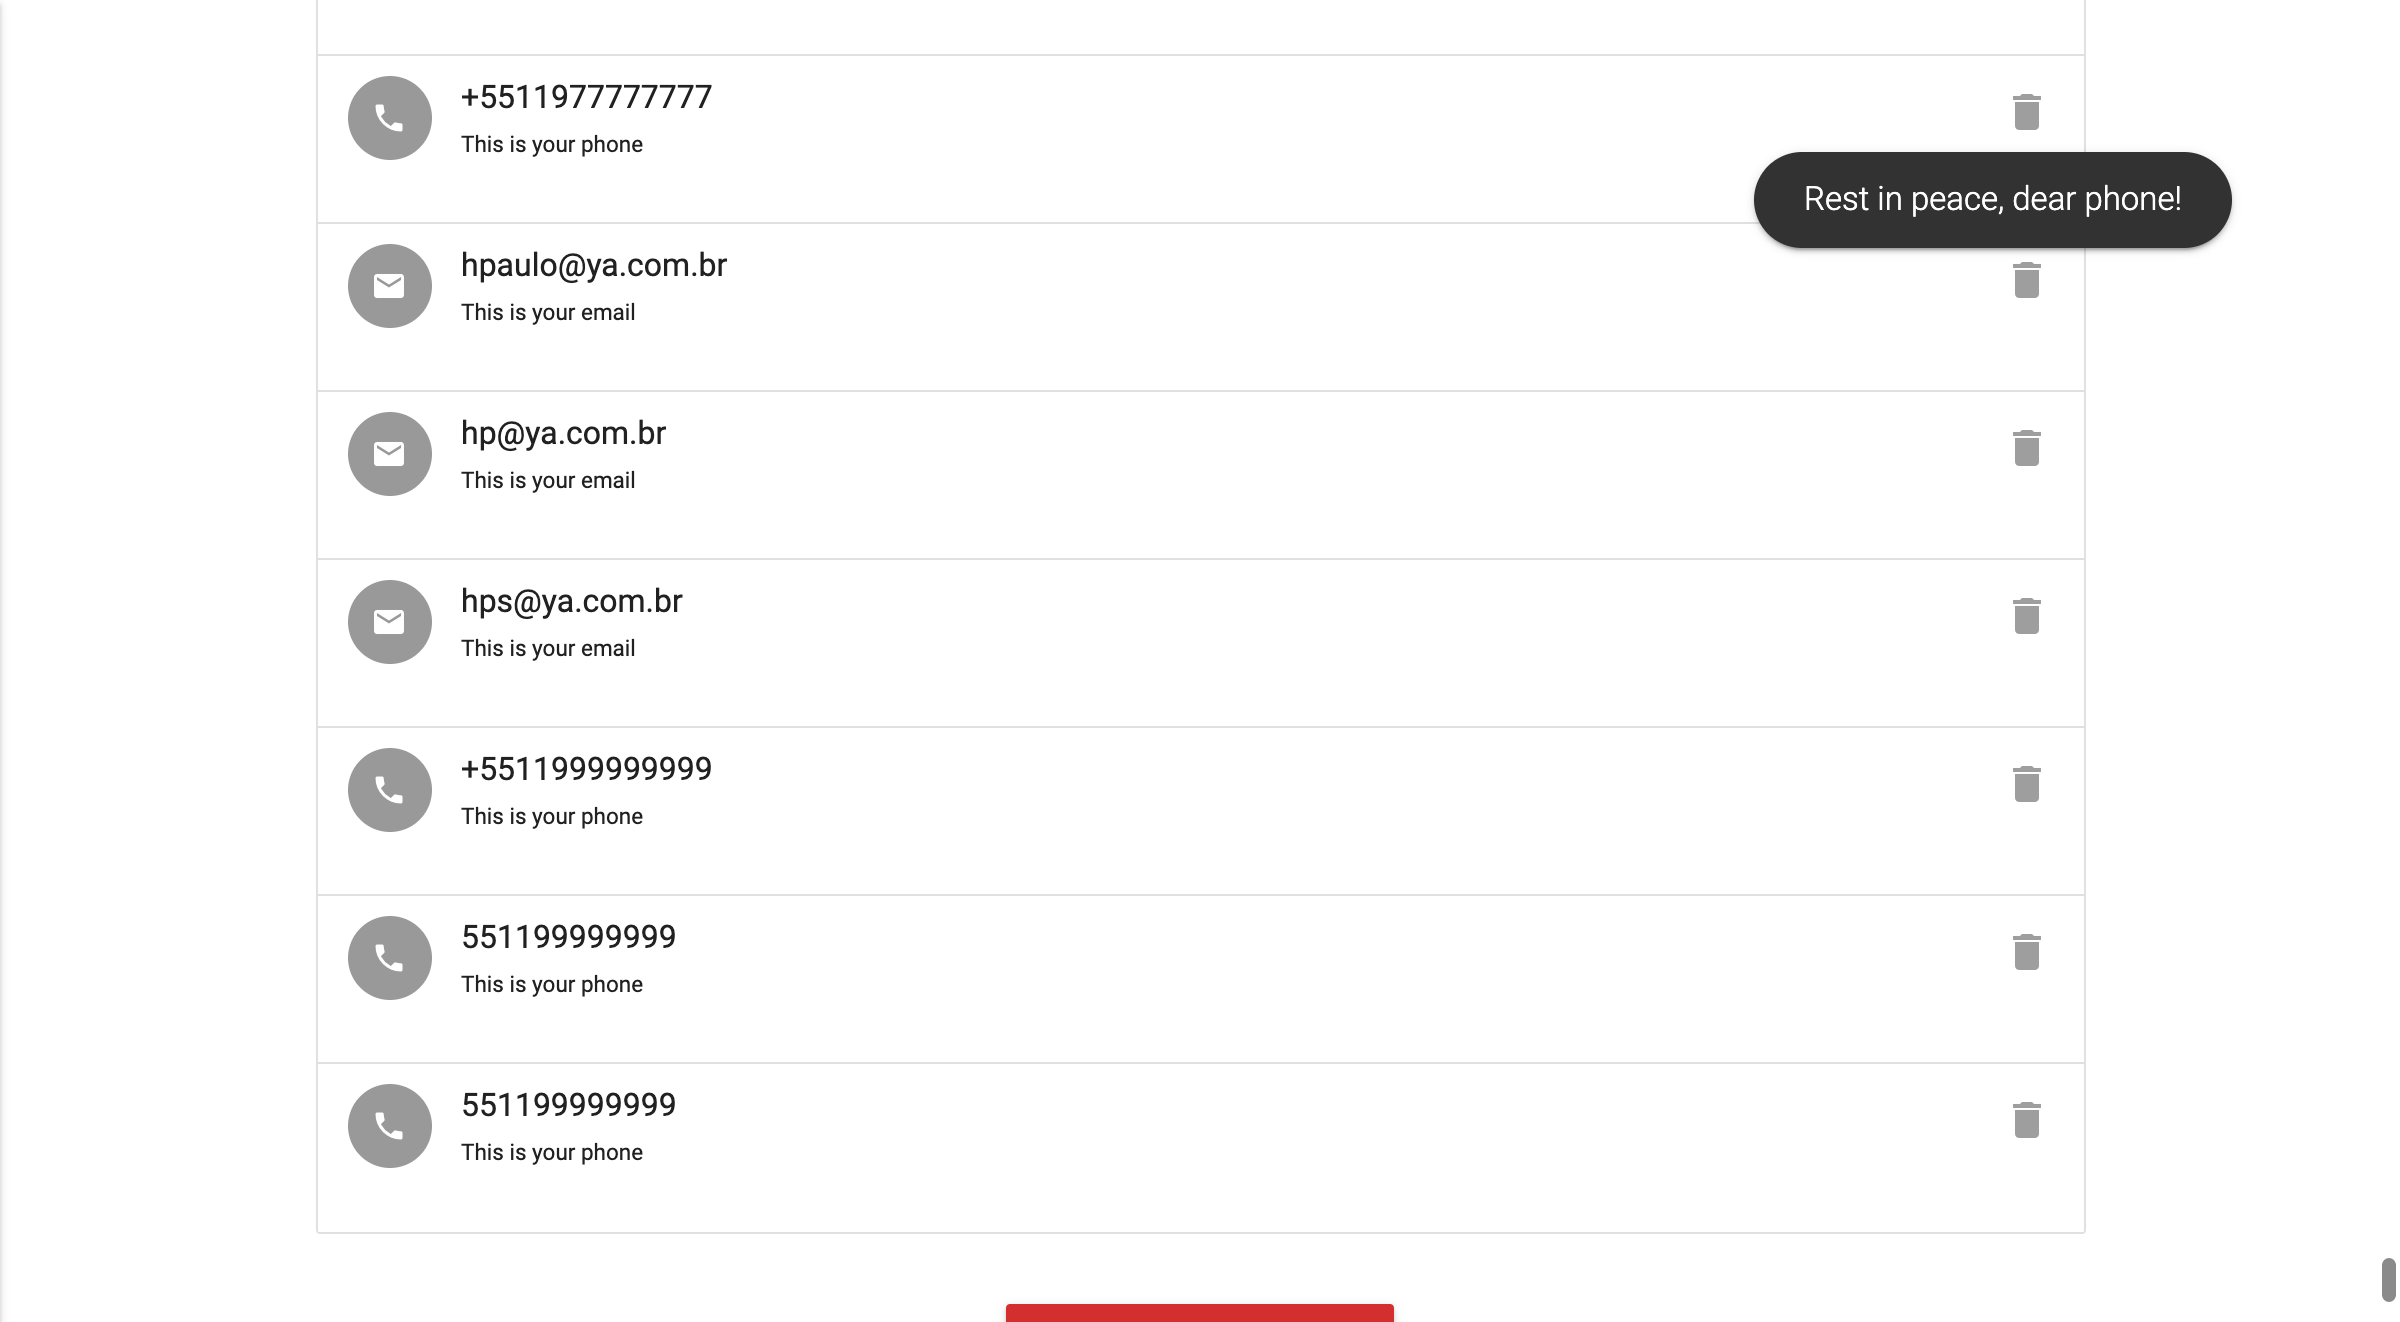 +5511977777777
This is your phone
Rest in peace, dear phone!
hpaulo@ya.com.br
This is your email
hp@ya.com.br
This is your email
hps@ya.com.br
This is your email
+5511999999999
This is your phone
551199999999
This is your phone
551199999999
This is your phone